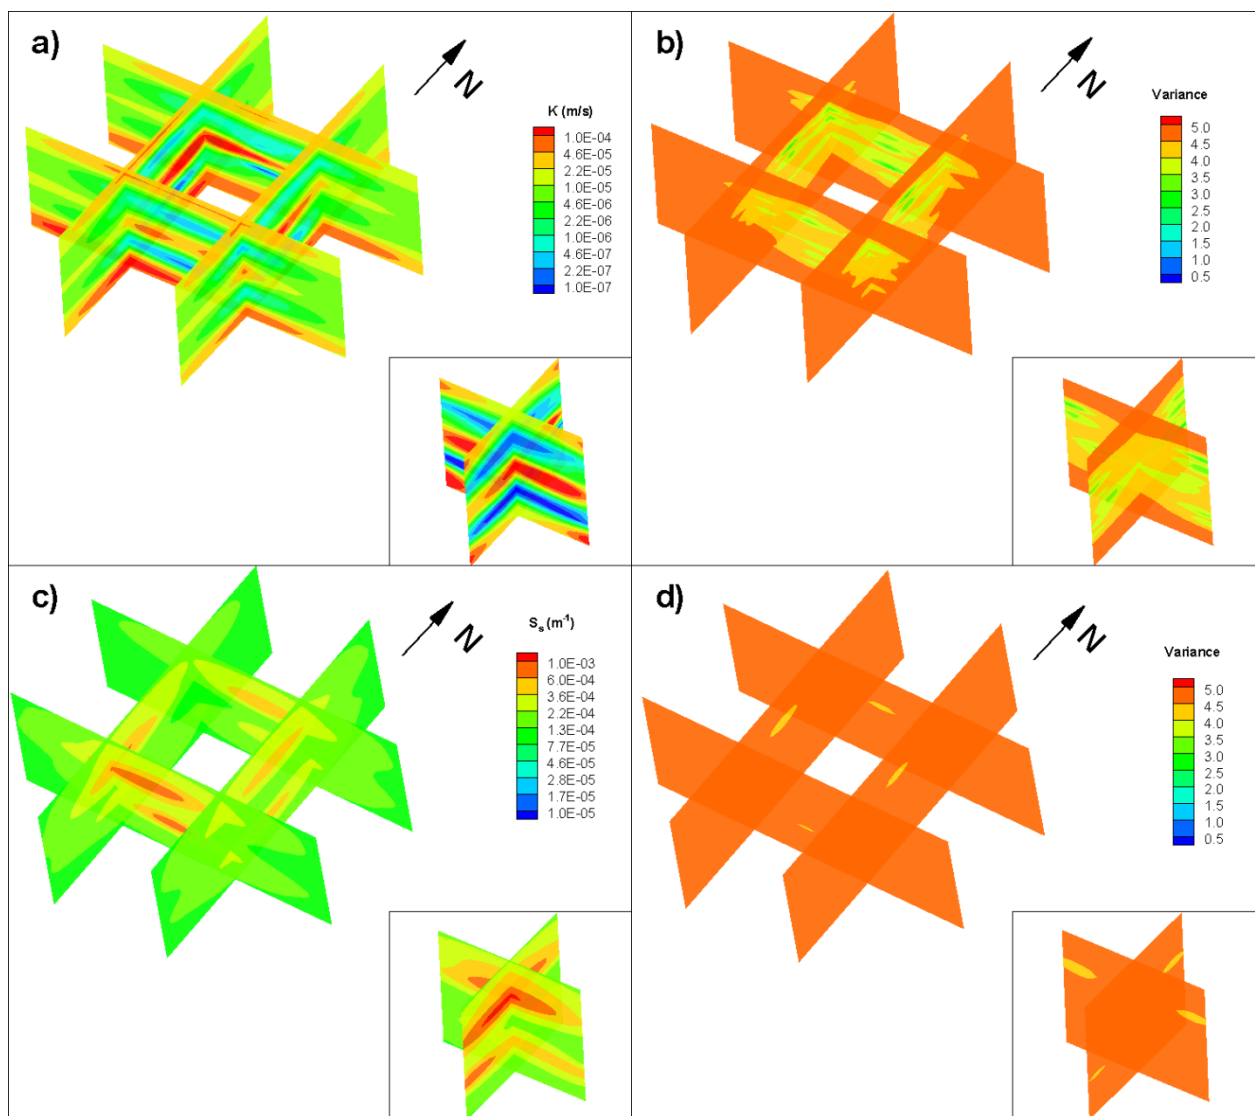 a)
N
K (m/s)
1.0E-04
4.6E-05
2.2E-05
1.0E-05
4.6E-06
2.2E-06
1.0E-06
4.6E-07
2.2E-07
1.0E-07
b)
N
Variance
5.0
4.5
4.0
3.5
3.0
2.5
2.0
1.5
1.0
0.5
c)
N
Ss (m-1)
1.0E-03
6.0E-04
3.6E-04
2.2E-04
1.3E-04
7.7E-05
4.6E-05
2.8E-05
1.7E-05
1.0E-05
d)
N
Variance
5.0
4.5
4.0
3.5
3.0
2.5
2.0
1.5
1.0
0.5